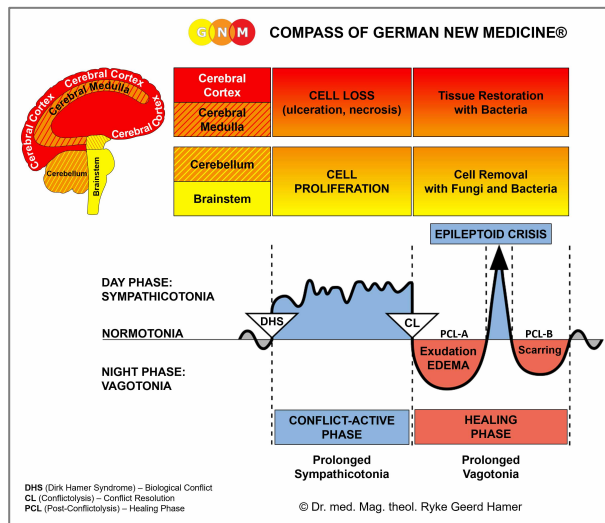 GNM COMPASS OF GERMAN NEW MEDICINE®
Cerebral Cortex
Cerebral Medulla
Cerebral Cortex
Cortex
Cerebral Cortex
Cerebellum
Brainstem
Cerebral
Cortex
Cerebral
Medulla
CELL LOSS
(ulceration, necrosis)
Tissue Restoration
with Bacteria
Cerebellum
Brainstem
CELL
PROLIFERATION
Cell Removal
with Fungi and Bacteria
EPILEPTOID CRISIS
DAY PHASE:
SYMPATHICOTONIA
DHS
CL
NORMOTONIA
PCL-A
PCL-B
Exudation
EDEMA
Scarring
NIGHT PHASE:
VAGOTONIA
CONFLICT-ACTIVE
PHASE
HEALING
PHASE
Prolonged
Sympathicotonia
Prolonged
Vagotonia
DHS (Dirk Hamer Syndrome) – Biological Conflict
CL (Conflictolysis) – Conflict Resolution
PCL (Post-Conflictolysis) – Healing Phase
© Dr. med. Mag. theol. Ryke Geerd Hamer